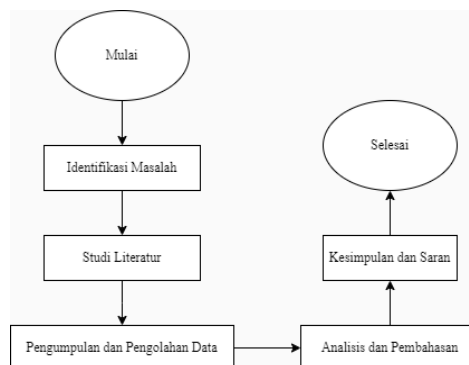 Mulai
Identifikasi Masalah
Studi Literatur
Pengumpulan dan Pengolahan Data
Analisis dan Pembahasan
Kesimpulan dan Saran
Selesai